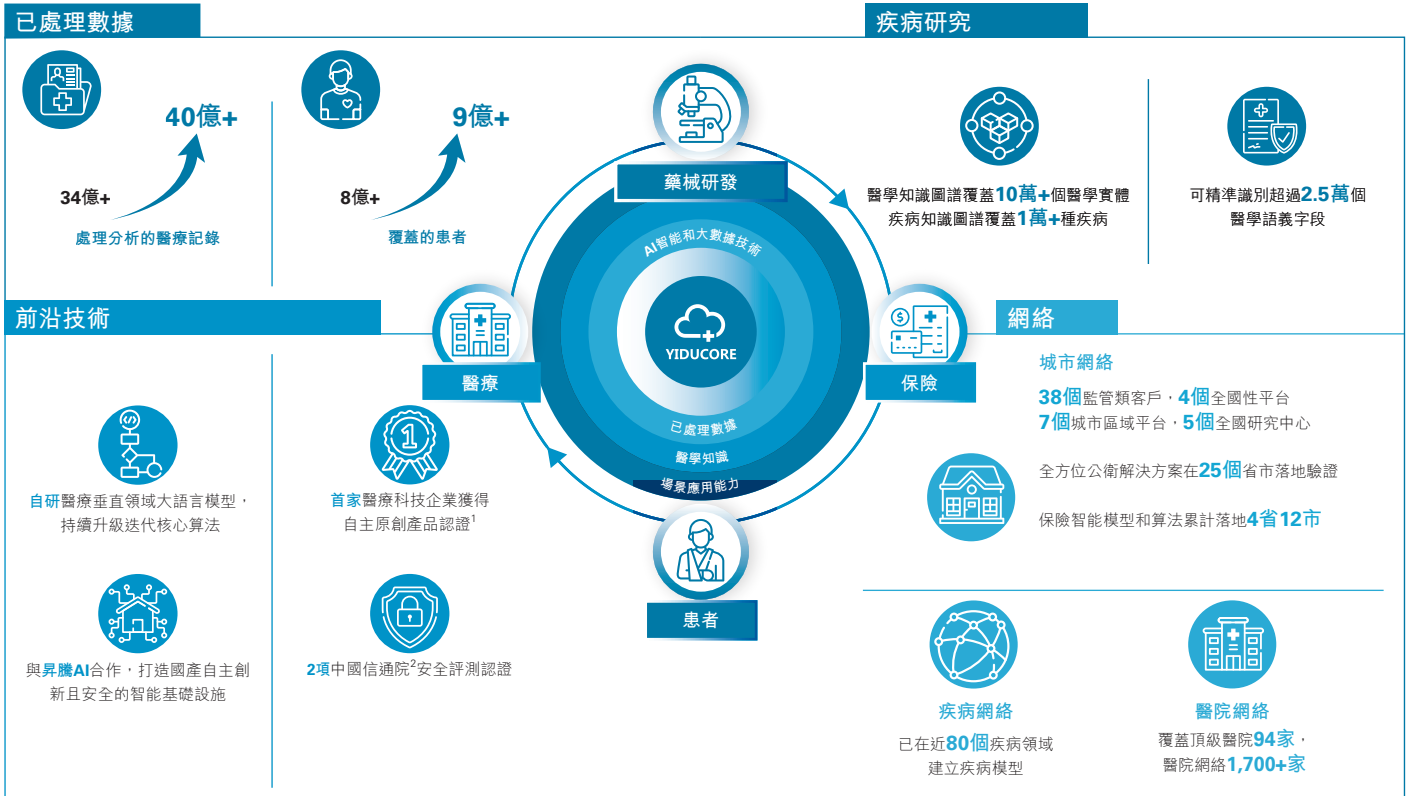 已處理數據
40億+
34億+
處理分析的醫療記錄
9億+
8億+
覆蓋的患者
疾病研究
醫學知識圖譜覆蓋10萬+個醫學實體
疾病知識圖譜覆蓋1萬+種疾病
可精準識別超過2.5萬個
醫學語義字段
藥械研發
AI智能和大數據技術
YIDUCORE
已處理數據
醫學知識
場景應用能力
醫療
保險
患者
前沿技術
自研醫療垂直領域大語言模型，
持續升級迭代核心算法
首家醫療科技企業獲得
自主原創產品認證1
與昇騰AI合作，打造國產自主創
新且安全的智能基礎設施
2項中國信通院2安全評測認證
網絡
城市網絡
38個監管類客戶，4個全國性平台
7個城市區域平台，5個全國研究中心
全方位公衛解決方案在25個省市落地驗證
保險智能模型和算法累計落地4省12市
疾病網絡
已在近80個疾病領域
建立疾病模型
醫院網絡
覆蓋頂級醫院94家，
醫院網絡1,700+家